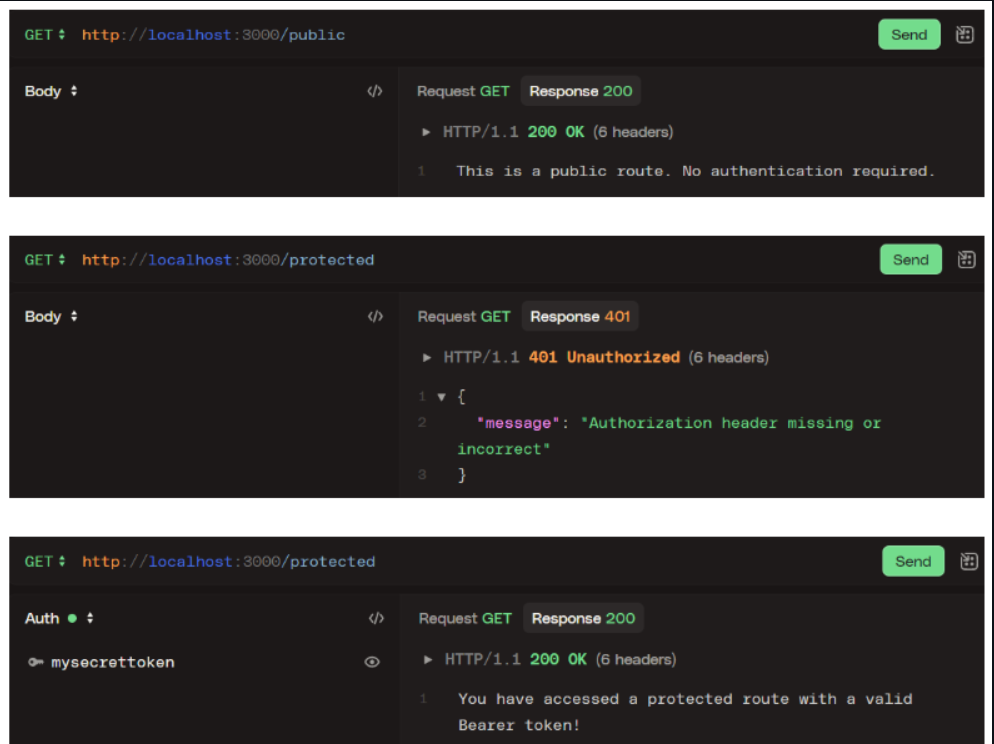 GET http://localhost:3000/public Send
Body </> Request GET Response 200
HTTP/1.1 200 OK (6 headers)
1 This is a public route. No authentication required.
GET http://localhost:3000/protected Send
Body </> Request GET Response 401
HTTP/1.1 401 Unauthorized (6 headers)
1 {
2 "message": "Authorization header missing or
incorrect"
3 }
GET http://localhost:3000/protected Send
Auth </> Request GET Response 200
mysecrettoken HTTP/1.1 200 OK (6 headers)
1 You have accessed a protected route with a valid
Bearer token!